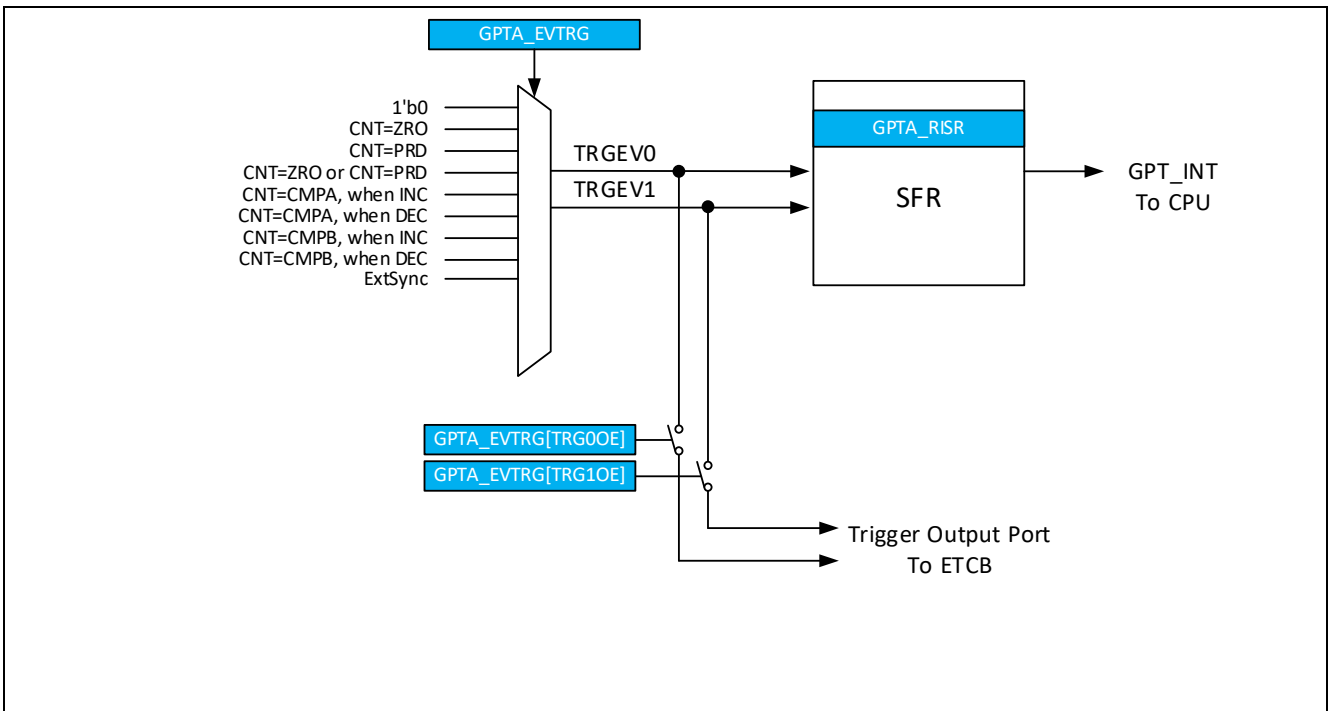 GPTA_EVTRG
1'b0
CNT=ZRO
CNT=PRD
CNT=ZRO or CNT=PRD
CNT=CMPA, when INC
CNT=CMPA, when DEC
CNT=CMPB, when INC
CNT=CMPB, when DEC
ExtSync
TRGEV0
TRGEV1
GPTA_RISR
SFR
GPT_INT
To CPU
GPTA_EVTRG[TRG0OE]
GPTA_EVTRG[TRG1OE]
Trigger Output Port
To ETCB